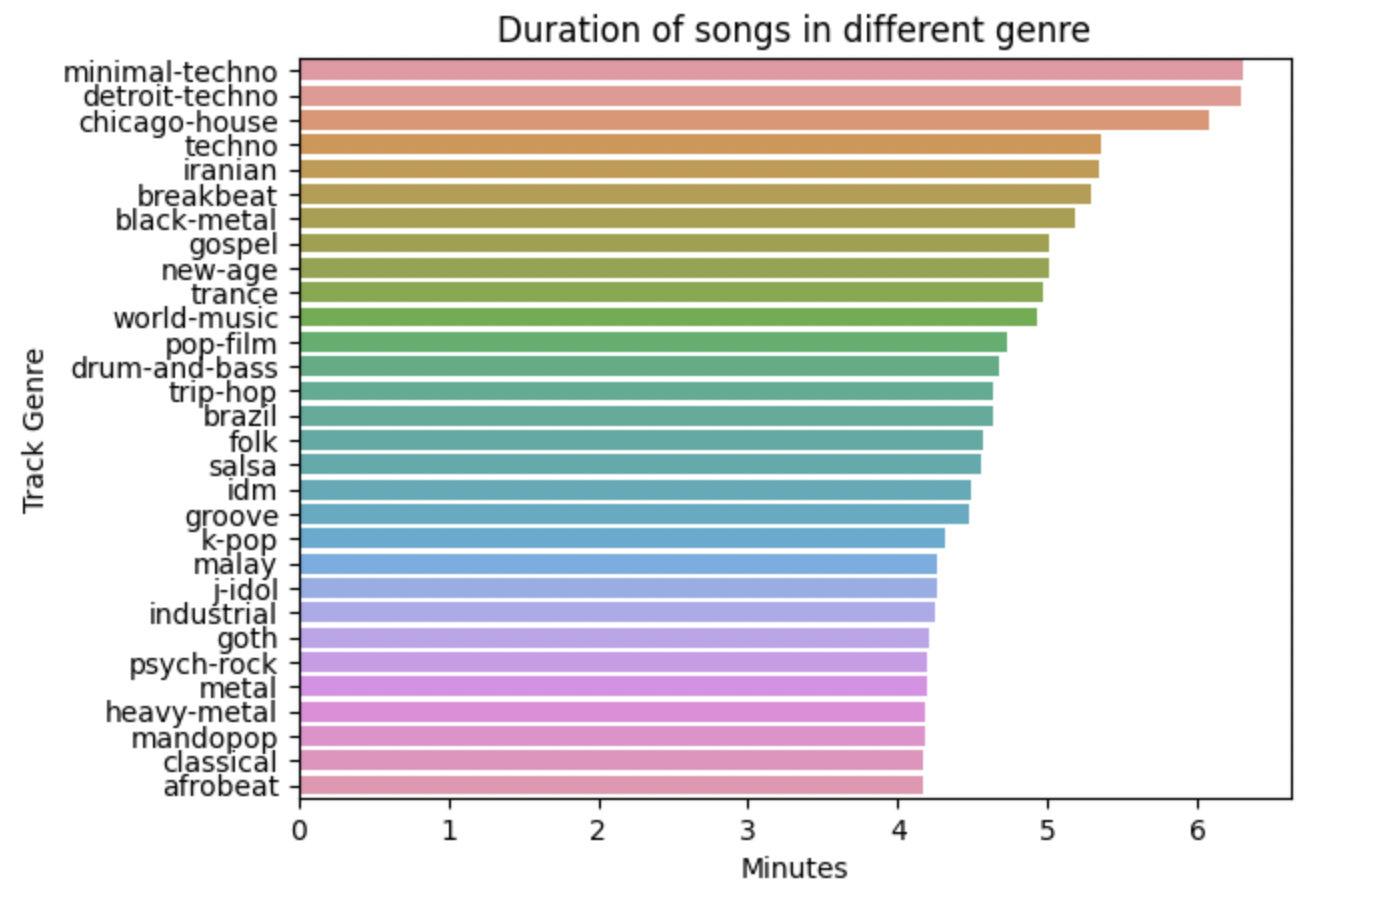 Duration of songs in different genre
minimal-techno
detroit-techno
chicago-house
techno
iranian
breakbeat
black-metal
gospel
new-age
trance
world-music
pop-film
drum-and-bass
trip-hop
brazil
folk
salsa
idm
groove
k-pop
malay
j-idol
industrial
goth
psych-rock
metal
heavy-metal
mandopop
classical
afrobeat
Track Genre
0 1 2 3 4 5 6
Minutes